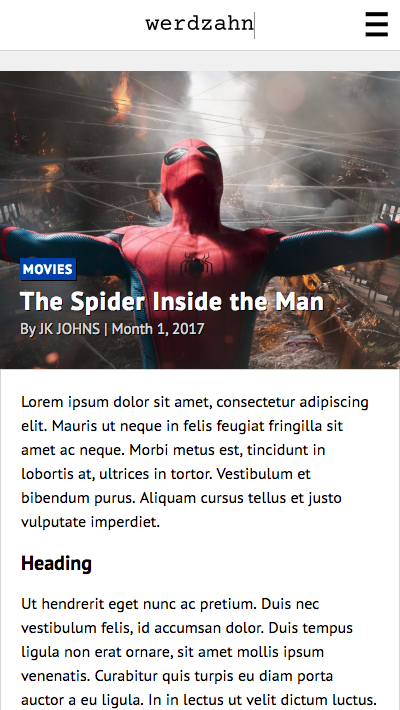 werdzahn
MOVIES
The Spider Inside the Man
By JK JOHNS | Month 1, 2017
Lorem ipsum dolor sit amet, consectetur adipiscing
elit. Mauris ut neque in felis feugiat fringilla sit
amet ac neque. Morbi metus est, tincidunt in
lobortis at, ultrices in tortor. Vestibulum et
bibendum purus. Aliquam cursus tellus et justo
vulputate imperdiet.
Heading
Ut hendrerit eget nunc ac pretium. Duis nec
vestibulum felis, id accumsan dolor. Duis tempus
ligula non erat ornare, sit amet mollis ipsum
venenatis. Curabitur quis turpis eu diam porta
auctor a eu ligula. In in lectus ut velit dictum luctus.